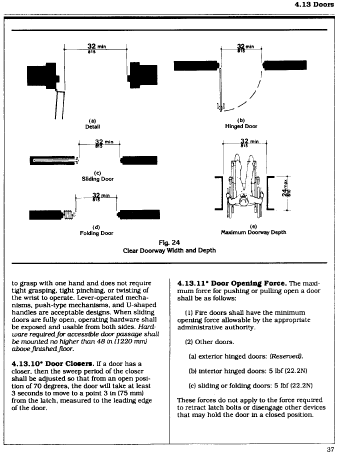 4.13 Doors
32 min
815
32 min
815
(a)
Detail
(b)
Hinged Door
32 min
815
(c)
Sliding Door
32 min
815
32 min
815
24 max
610
(d)
Folding Door
(e)
Maximum Doorway Depth
Fig. 24
Clear Doorway Width and Depth
to grasp with one hand and does not require
tight grasping, tight pinching, or twisting of
the wrist to operate. Lever-operated mecha-
nisms, push-type mechanisms, and U-shaped
handles are acceptable designs. When sliding
doors are fully open, operating hardware shall
be exposed and usable from both sides. Hard
ware required for accessible door passage shall
be mounted no higher than 48 in (1220 mm)
above finished floor.
4.13.10* Door Closers. If a door has a
closer, then the sweep period of the closer
shall be adjusted so that from an open posi-
tion of 70 degrees, the door will take at least
3 seconds to move to a point 3 in (75 mm)
from the latch, measured to the leading edge
of the door.
4.13.11* Door Opening Force. The maxi-
mum force for pushing or pulling open a door
shall be as follows:
(1) Fire doors shall have the minimum
opening force allowable by the appropriate
administrative authority.
(2) Other doors.
(a) exterior hinged doors: (Reserved).
(b) interior hinged doors: 5 lbf (22.2N)
(c) sliding or folding doors: 5 lbf (22.2N)
These forces do not apply to the force required
to retract latch bolts or disengage other devices
that may hold the door in a closed position.
37